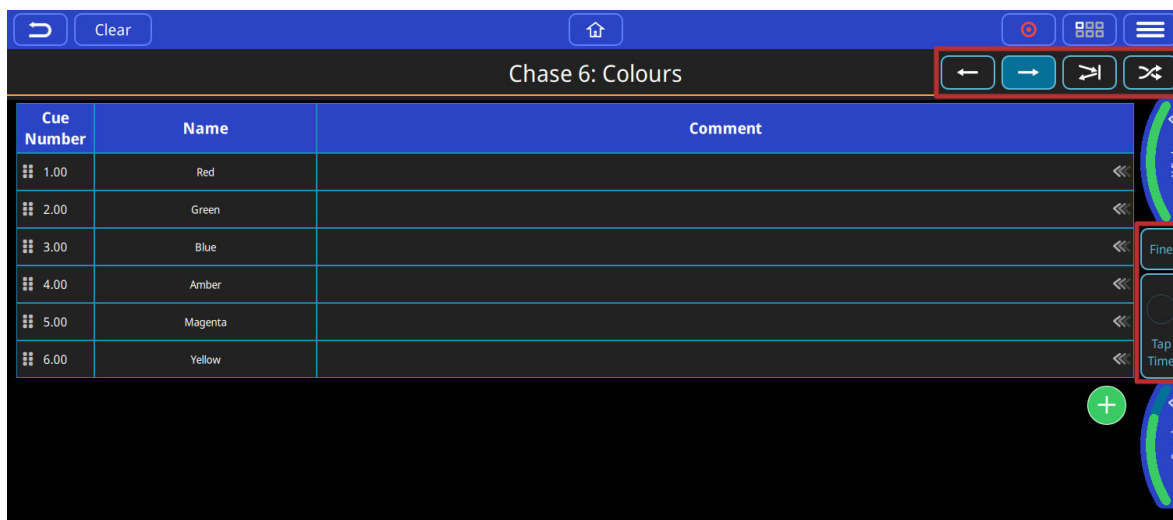 Clear
Chase 6: Colours
Cue
Number
Name
Comment
1.00
Red
2.00
Green
3.00
Blue
4.00
Amber
5.00
Magenta
6.00
Yellow
Fine
Tap
Time